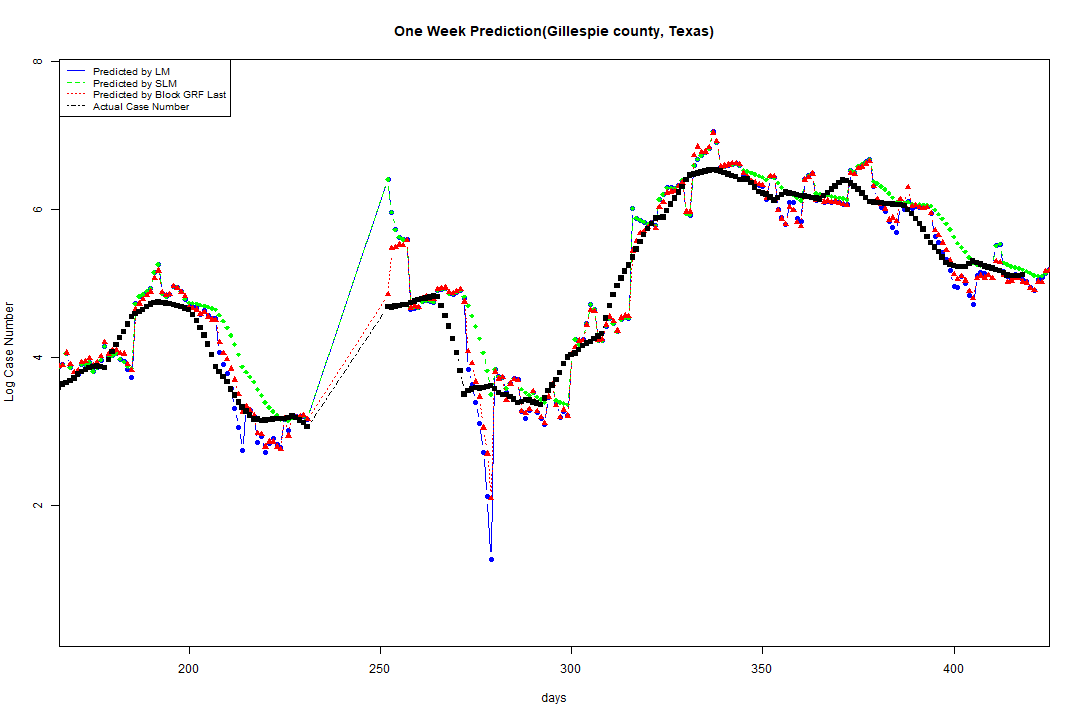 One Week Prediction(Gillespie county, Texas)
Predicted by LM
Predicted by SLM
Predicted by Block GRF Last
Actual Case Number
8
6
4
2
Log Case Number
200 250 300 350 400
days